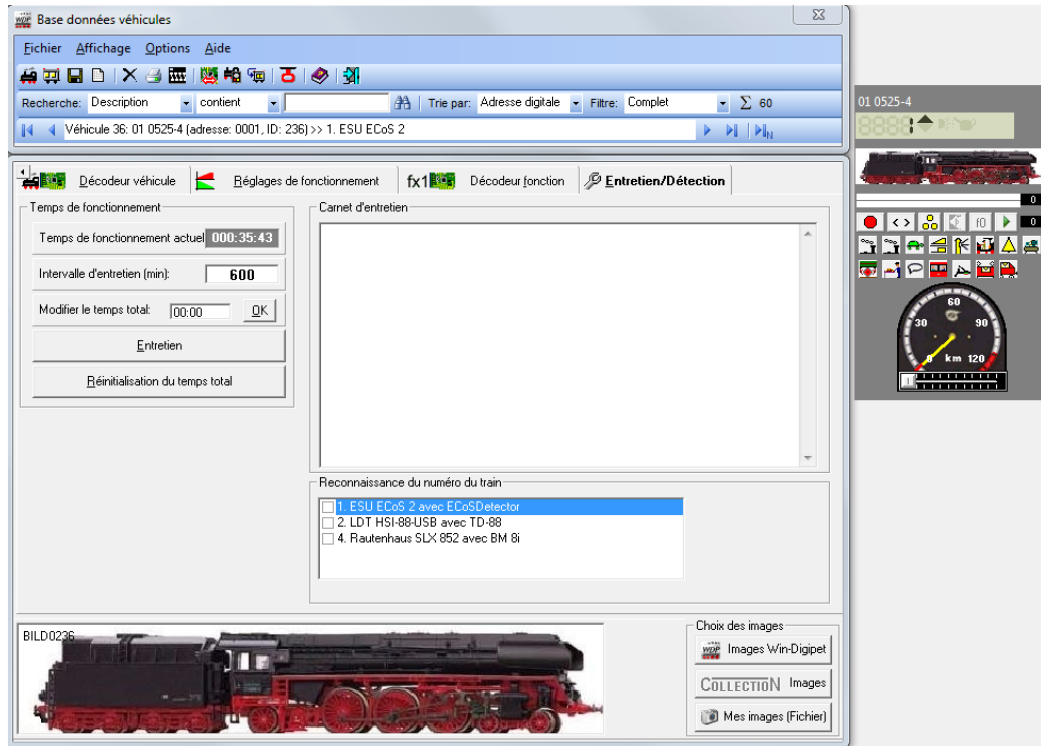 Base données véhicules
Fichier Affichage Options Aide
Recherche: Description contient Trie par: Adresse digitale Filtre: Complet Σ 60
Véhicule 36: 01 0525-4 (adresse: 0001, ID: 236) >> 1. ESU ECoS 2
N
Décodeur véhicule Réglages de fonctionnement fx1 Décodeur fonction Entretien/Détection
Temps de fonctionnement
Temps de fonctionnement actuel 000:35:43
Intervalle d'entretien (min): 600
Modifier le temps total: 00:00 OK
Entretien
Réinitialisation du temps total
Carnet d'entretien
Reconnaissance du numéro du train
1. ESU ECoS 2 avec ECoSDetector
2. LDT HSI-88-USB avec TD-88
4. Rautenhaus SLX 852 avec BM 8i
BILD0236
Choix des images
WDP Images Win-Digipet
COLLECTION Images
Mes images (Fichier)
01 0525-4
1
0
< > f0 0
60
30 90
0 km 120